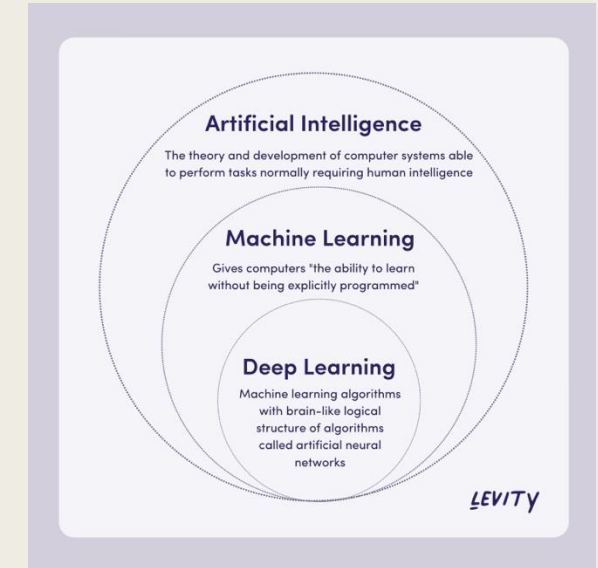 Artificial Intelligence
The theory and development of computer systems able
to perform tasks normally requiring human intelligence
Machine Learning
Gives computers "the ability to learn
without being explicitly programmed"
Deep Learning
Machine learning algorithms
with brain-like logical
structure of algorithms
called artificial neural
networks
LEVITY